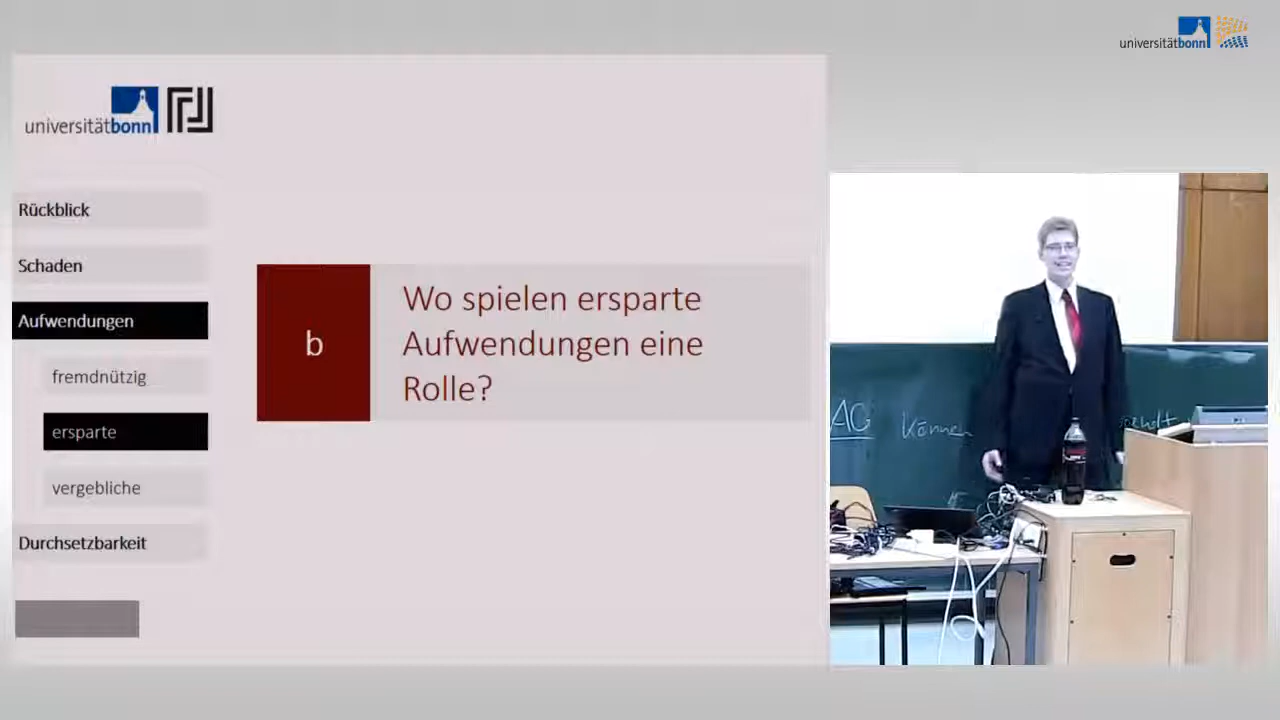 universitätbonn
universitätbonn
Rückblick
Schaden
Aufwendungen
fremdnützig
ersparte
vergebliche
Durchsetzbarkeit
b
Wo spielen ersparte
Aufwendungen eine
Rolle?
AG Können